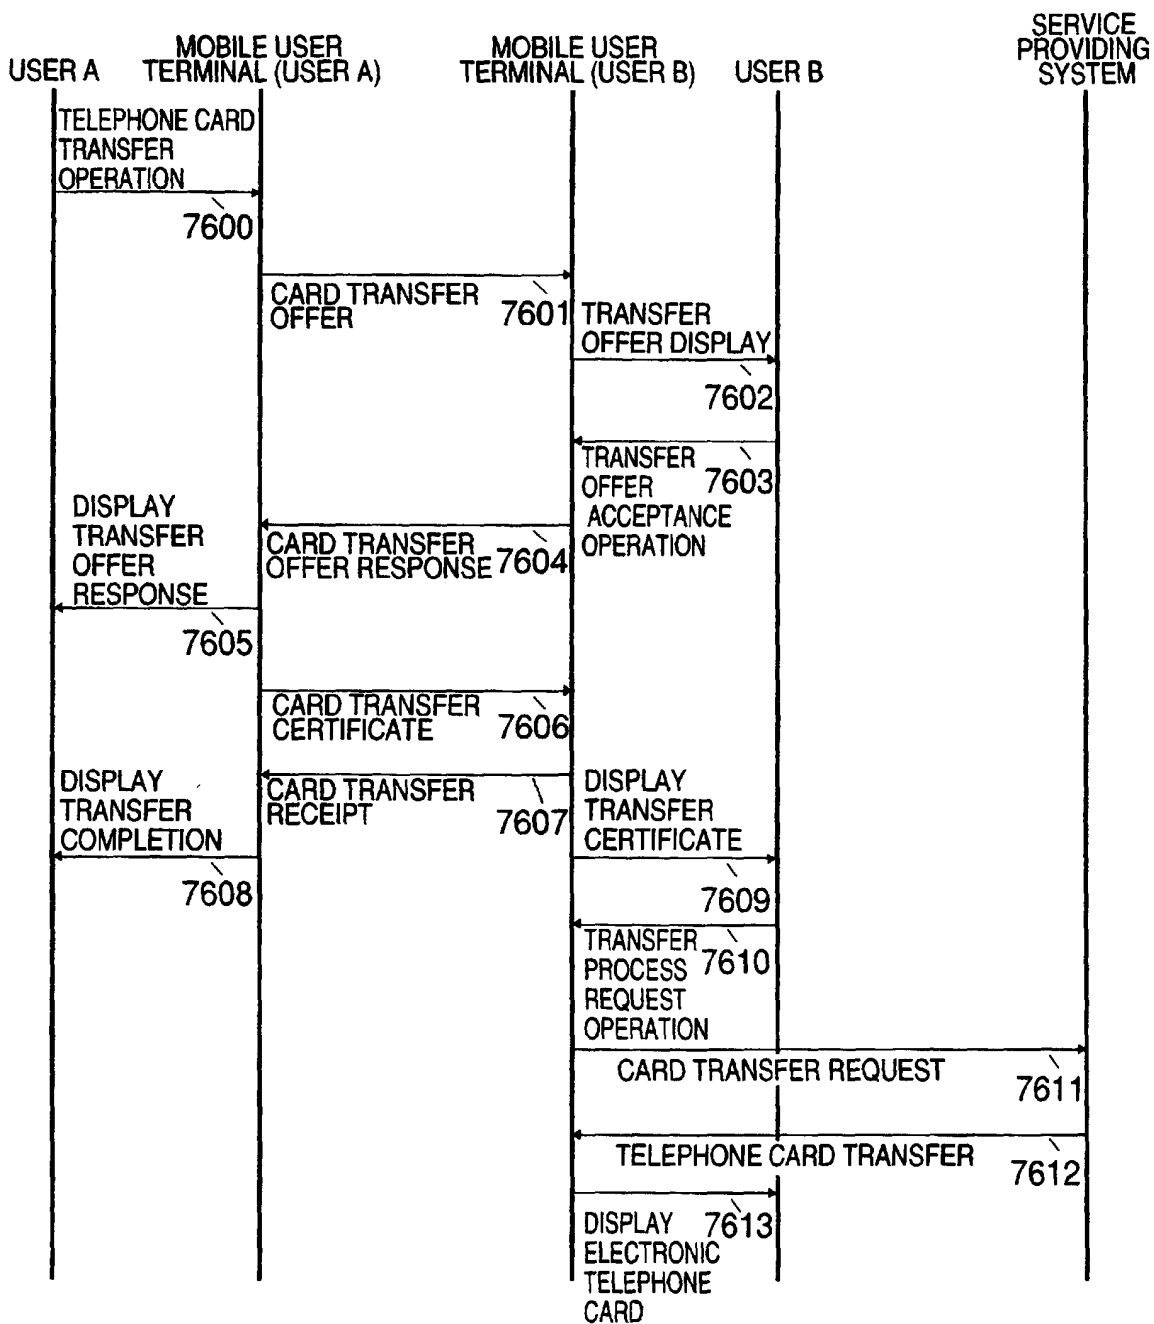 SERVICE
PROVIDING
SYSTEM
MOBILE USER
TERMINAL (USER A)
MOBILE USER
TERMINAL (USER B)
USER A
USER B
TELEPHONE CARD
TRANSFER
OPERATION
7600
CARD TRANSFER
OFFER
7601
TRANSFER
OFFER DISPLAY
7602
TRANSFER
OFFER
ACCEPTANCE
OPERATION
7603
CARD TRANSFER
OFFER RESPONSE
7604
DISPLAY
TRANSFER
OFFER
RESPONSE
7605
CARD TRANSFER
CERTIFICATE
7606
CARD TRANSFER
RECEIPT
7607
DISPLAY
TRANSFER
COMPLETION
7608
DISPLAY
TRANSFER
CERTIFICATE
7609
TRANSFER
PROCESS
REQUEST
OPERATION
7610
CARD TRANSFER REQUEST
7611
TELEPHONE CARD TRANSFER
7612
DISPLAY
ELECTRONIC
TELEPHONE
CARD
7613